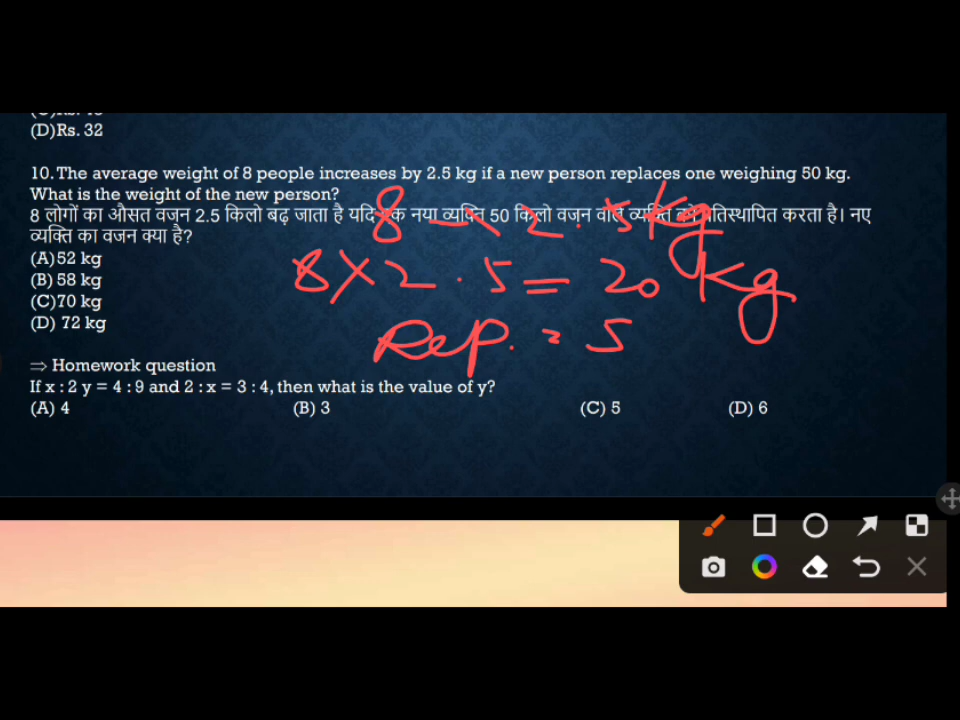 (D)Rs. 32
10. The average weight of 8 people increases by 2.5 kg if a new person replaces one weighing 50 kg.
What is the weight of the new person?
8 लोगों का औसत वजन 2.5 किलो बढ़ जाता है यदि एक नया व्यक्ति 50 किलो वजन वाले व्यक्ति को प्रतिस्थापित करता है। नए
व्यक्ति का वजन क्या है?
8 → 2.5 kg
(A) 52 kg
8 × 2.5 = 20 kg
(B) 58 kg
(C) 70 kg
(D) 72 kg
Rep. = 5
⇒ Homework question
If x : 2 y = 4 : 9 and 2 : x = 3 : 4, then what is the value of y?
(A) 4 (B) 3 (C) 5 (D) 6